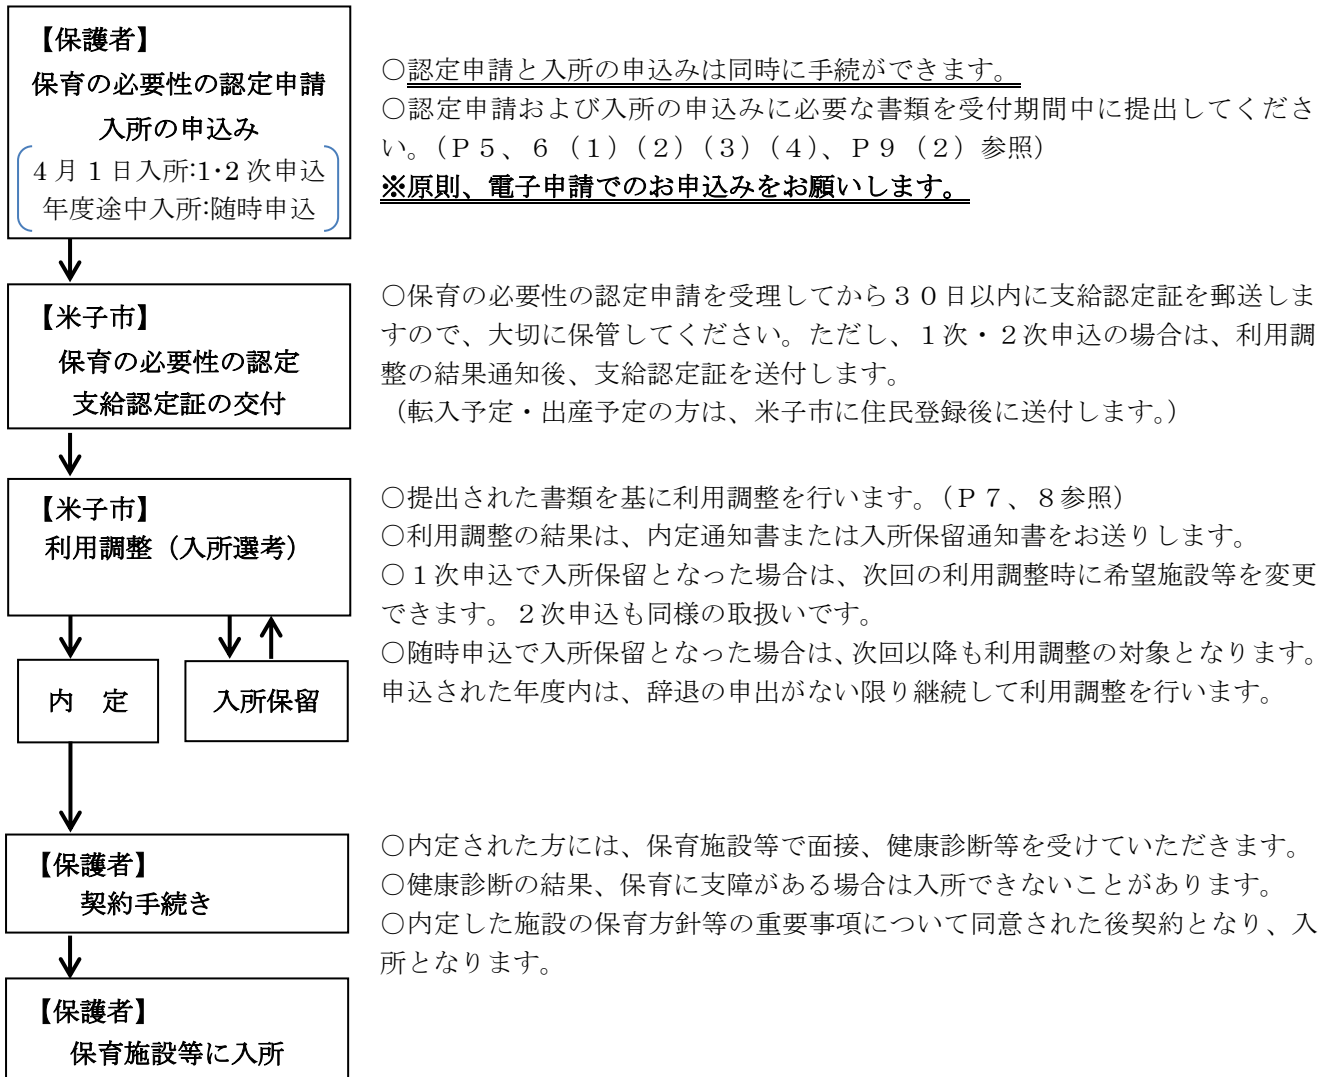 【保護者】
保育の必要性の認定申請
入所の申込み
４月１日入所:1･2次申込
年度途中入所:随時申込
○認定申請と入所の申込みは同時に手続ができます。
○認定申請および入所の申込みに必要な書類を受付期間中に提出してくださ
い。（Ｐ５、６（１）（２）（３）（４）、Ｐ９（２）参照）
※原則、電子申請でのお申込みをお願いします。
【米子市】
保育の必要性の認定
支給認定証の交付
○保育の必要性の認定申請を受理してから３０日以内に支給認定証を郵送しま
すので、大切に保管してください。ただし、１次・２次申込の場合は、利用調
整の結果通知後、支給認定証を送付します。
（転入予定・出産予定の方は、米子市に住民登録後に送付します。）
【米子市】
利用調整（入所選考）
○提出された書類を基に利用調整を行います。（Ｐ７、８参照）
○利用調整の結果は、内定通知書または入所保留通知書をお送りします。
○１次申込で入所保留となった場合は、次回の利用調整時に希望施設等を変更
できます。２次申込も同様の取扱いです。
○随時申込で入所保留となった場合は、次回以降も利用調整の対象となります。
申込された年度内は、辞退の申出がない限り継続して利用調整を行います。
内　定
入所保留
【保護者】
契約手続き
○内定された方には、保育施設等で面接、健康診断等を受けていただきます。
○健康診断の結果、保育に支障がある場合は入所できないことがあります。
○内定した施設の保育方針等の重要事項について同意された後契約となり、入
所となります。
【保護者】
保育施設等に入所